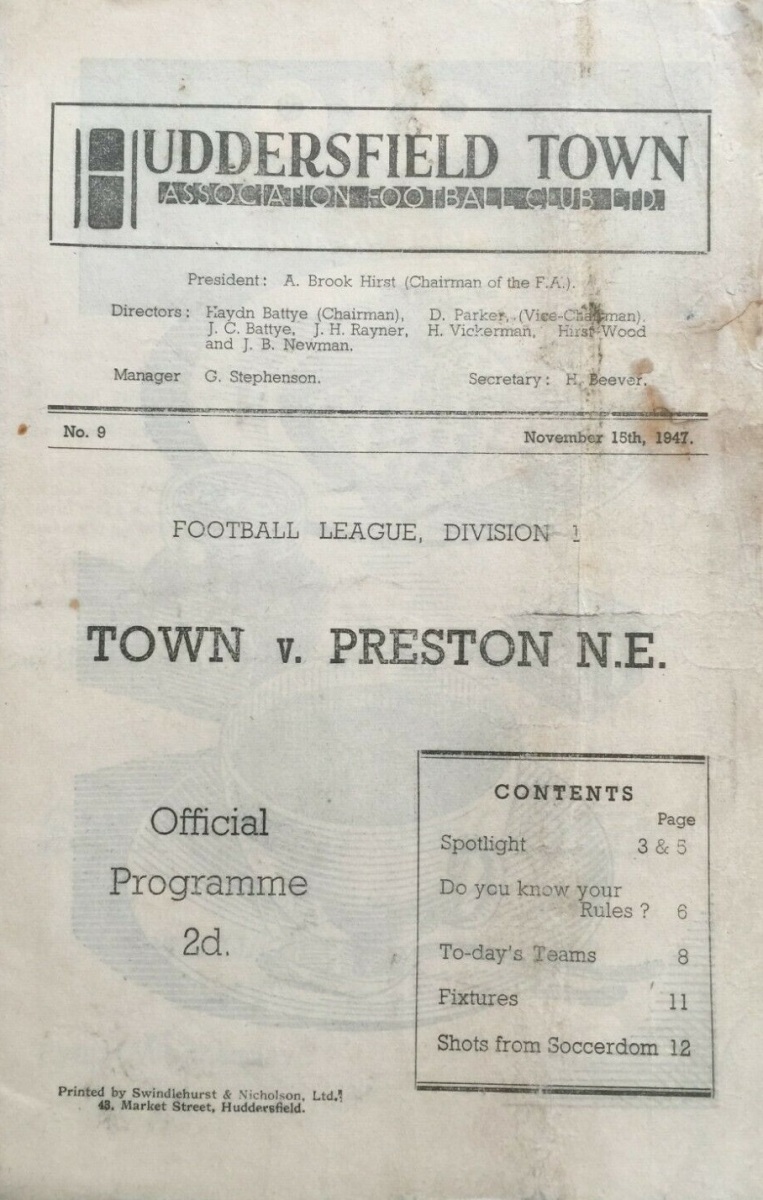 HUDDERSFIELD TOWN
ASSOCIATION FOOTBALL CLUB LTD.
President: A. Brook Hirst (Chairman of the F.A.).
Directors: Haydn Battye (Chairman), D. Parker, (Vice-Chairman).
J. C. Battye, J. H. Rayner, H. Vickerman, Hirst Wood
and J. B. Newman.
Manager G. Stephenson. Secretary: H. Beever.
No. 9 November 15th, 1947.
FOOTBALL LEAGUE, DIVISION 1
TOWN v. PRESTON N.E.
Official
Programme
2d.
CONTENTS
Page
Spotlight 3 & 5
Do you know your
Rules ? 6
To-day's Teams 8
Fixtures 11
Shots from Soccerdom 12
Printed by Swindlehurst & Nicholson, Ltd.,
48, Market Street, Huddersfield.